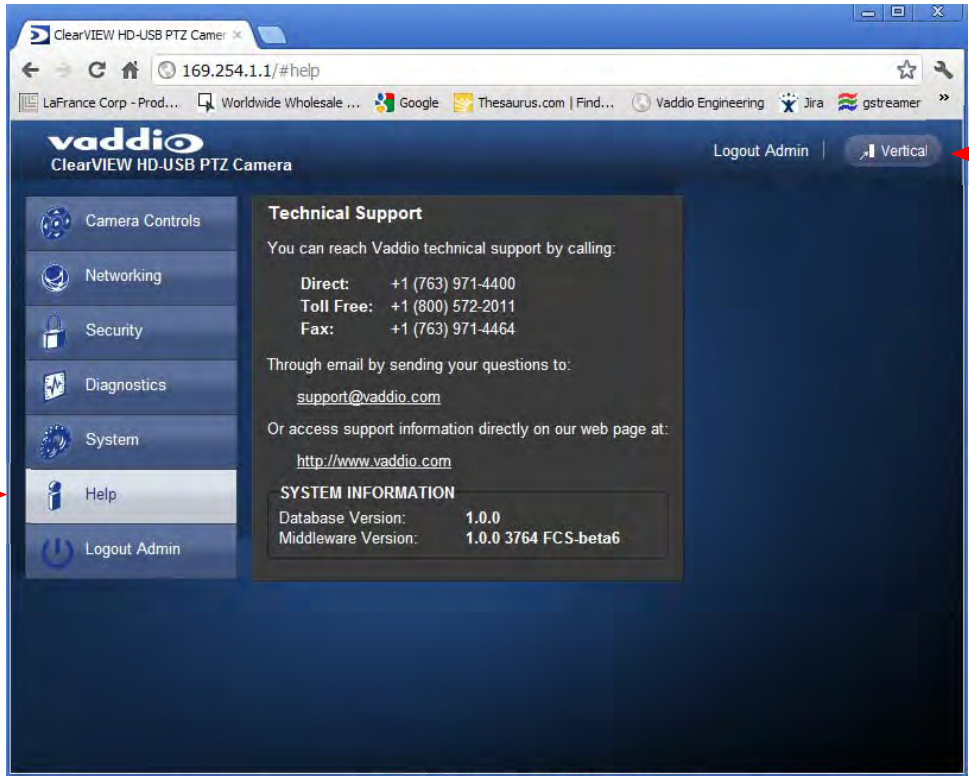 ClearVIEW HD-USB PTZ Camer
169.254.1.1/#help
LaFrance Corp - Prod... Worldwide Wholesale ... Google Thesaurus.com | Find... Vaddio Engineering Jira gstreamer »
vaddio
ClearVIEW HD-USB PTZ Camera
Logout Admin | Vertical
Camera Controls
Networking
Security
Diagnostics
System
Help
Logout Admin
Technical Support
You can reach Vaddio technical support by calling:
Direct: +1 (763) 971-4400
Toll Free: +1 (800) 572-2011
Fax: +1 (763) 971-4464
Through email by sending your questions to:
support@vaddio.com
Or access support information directly on our web page at:
http://www.vaddio.com
SYSTEM INFORMATION
Database Version: 1.0.0
Middleware Version: 1.0.0 3764 FCS-beta6